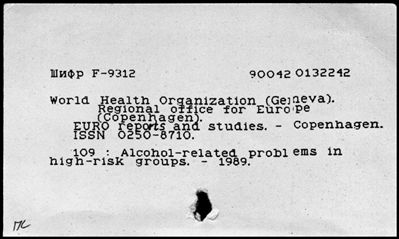 Шифр F-9312 90042 0132242
World Health Organization (Geneva).
Regional office for Europe
(Copenhagen).
EURO reports and studies. - Copenhagen.
ISSN 0250-8710.
109 : Alcohol-related problems in
high-risk groups. - 1989.